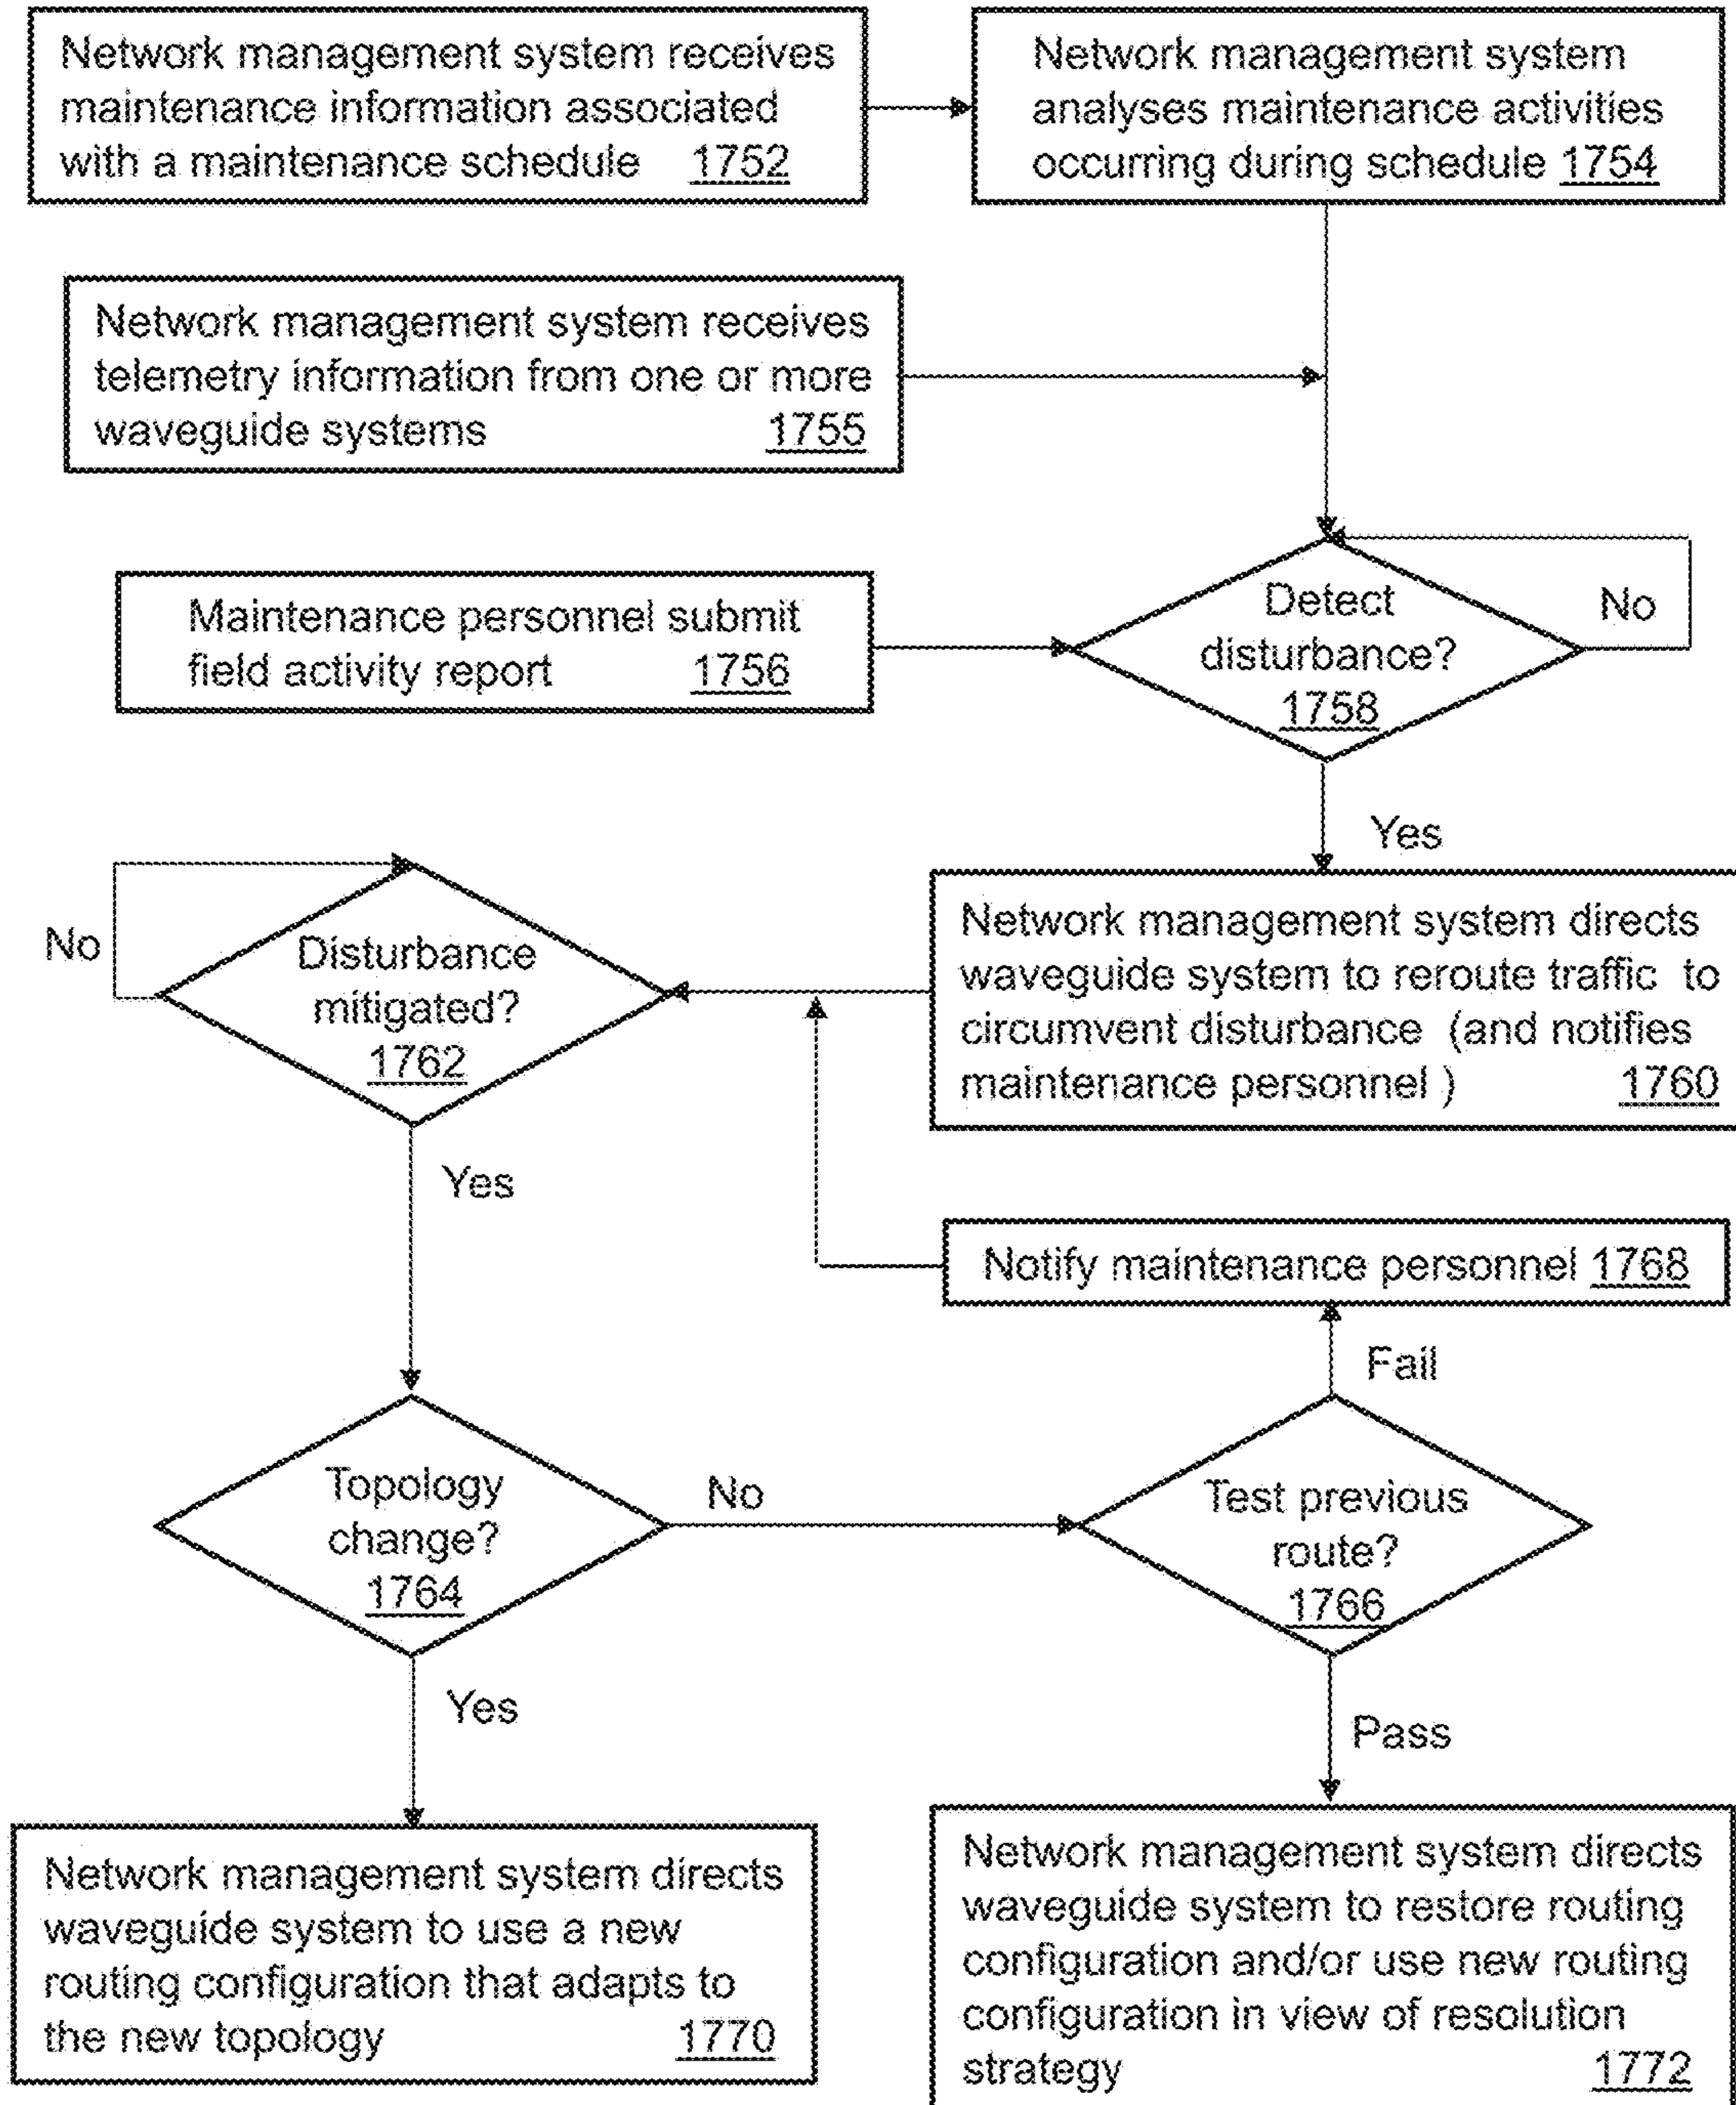 Network management system receives
maintenance information associated
with a maintenance schedule 1752
Network management system
analyses maintenance activities
occurring during schedule 1754
Network management system receives
telemetry information from one or more
waveguide systems 1755
Maintenance personnel submit
field activity report 1756
Detect
disturbance?
1758
No
Yes
Network management system directs
waveguide system to reroute traffic to
circumvent disturbance (and notifies
maintenance personnel ) 1760
No
Disturbance
mitigated?
1762
Yes
Notify maintenance personnel 1768
Fail
Topology
change?
1764
No
Test previous
route?
1766
Yes
Pass
Network management system directs
waveguide system to use a new
routing configuration that adapts to
the new topology 1770
Network management system directs
waveguide system to restore routing
configuration and/or use new routing
configuration in view of resolution
strategy 1772